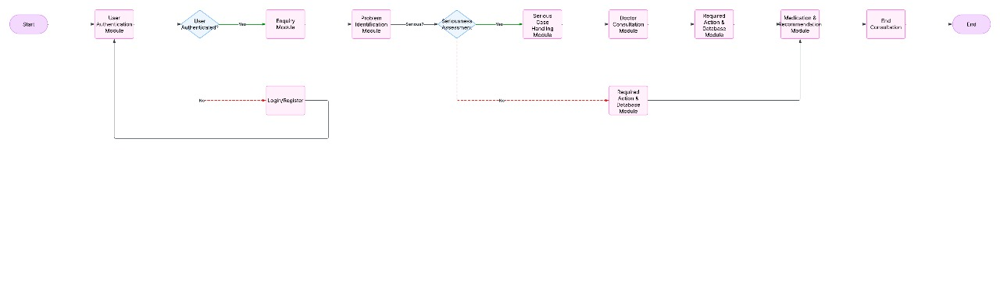 Start
User
Authentication
Module
User
Authenticated?
Yes
Enquiry
Module
Problem
Identification
Module
Serious?
Seriousness
Assessment
Yes
Serious
Case
Handling
Module
Doctor
Consultation
Module
Required
Action &
Database
Module
Medication &
Recommendation
Module
End
Consultation
End
No
Login/Register
No
Required
Action &
Database
Module